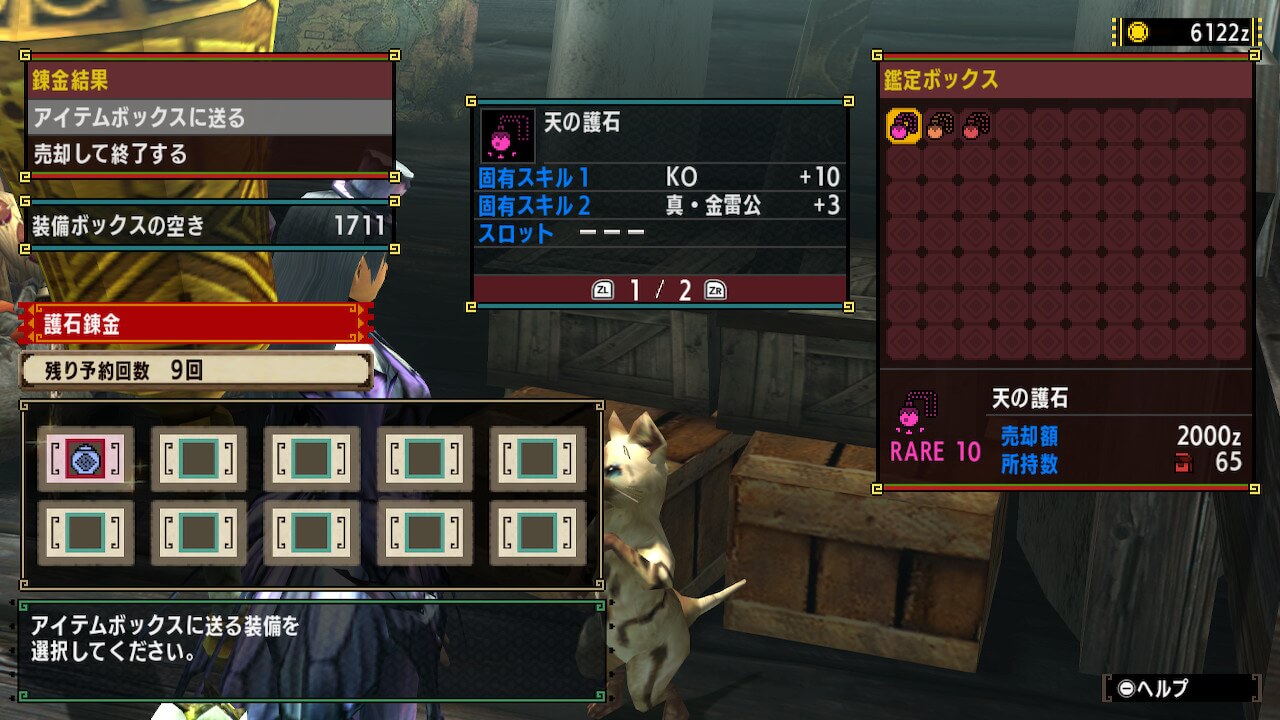 6122z
錬金結果
アイテムボックスに送る
売却して終了する
装備ボックスの空き 1711
護石錬金
残り予約回数 9回
アイテムボックスに送る装備を
選択してください。
天の護石
固有スキル1 KO +10
固有スキル2 真・金雷公 +3
スロット ---
ZL 1 / 2 ZR
鑑定ボックス
天の護石
RARE 10
売却額 2000z
所持数 65
⊖ヘルプ